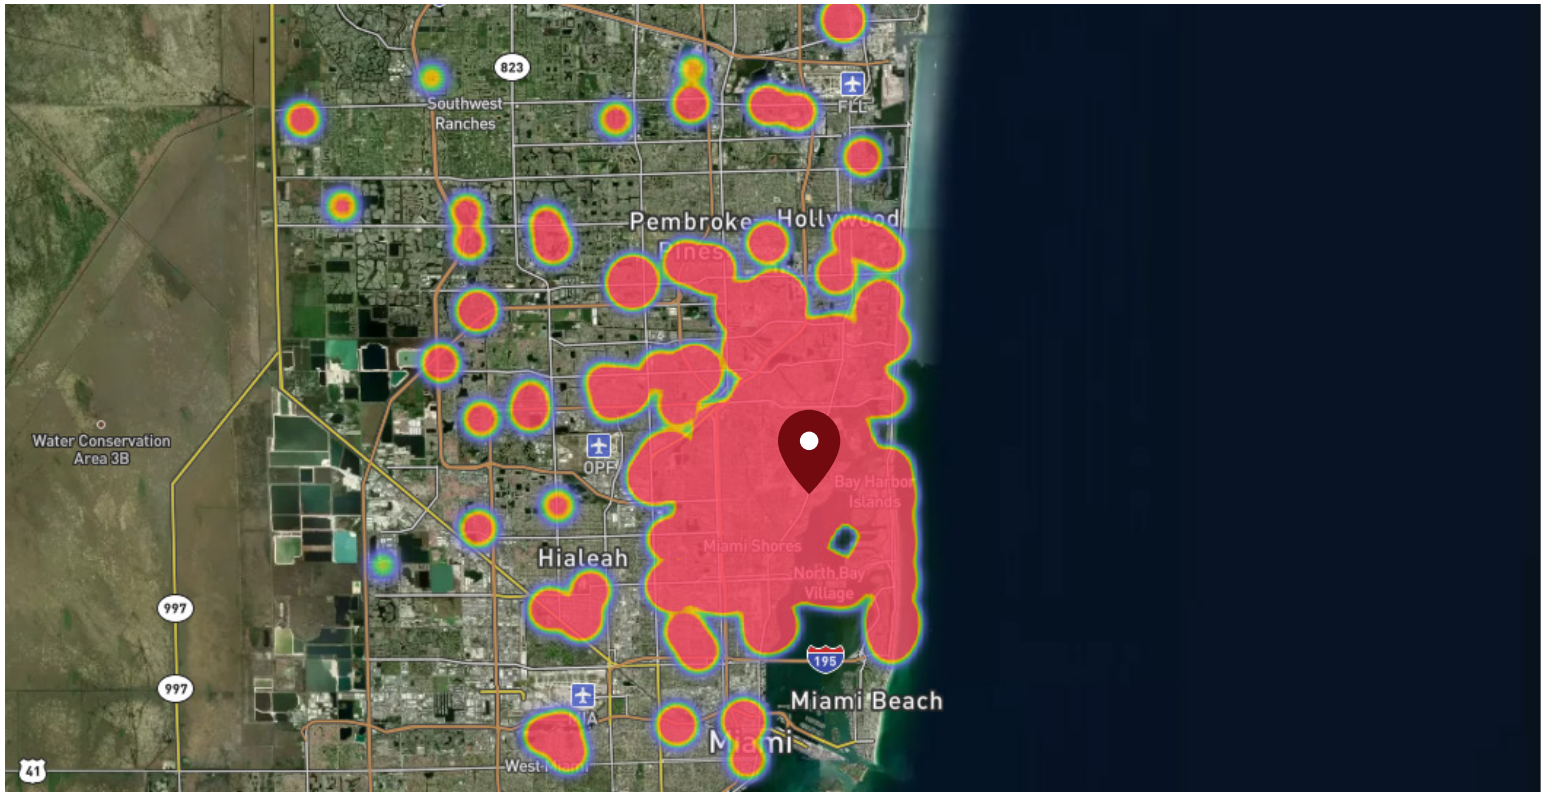 823
FLL
Southwest
Ranches
Pembroke
Pines
Hollywood
Water Conservation
Area 3B
OPF
Bay Harbor
Islands
Miami Shores
Hialeah
North Bay
Village
997
195
997
MIA
Miami Beach
Miami
West Miami
41